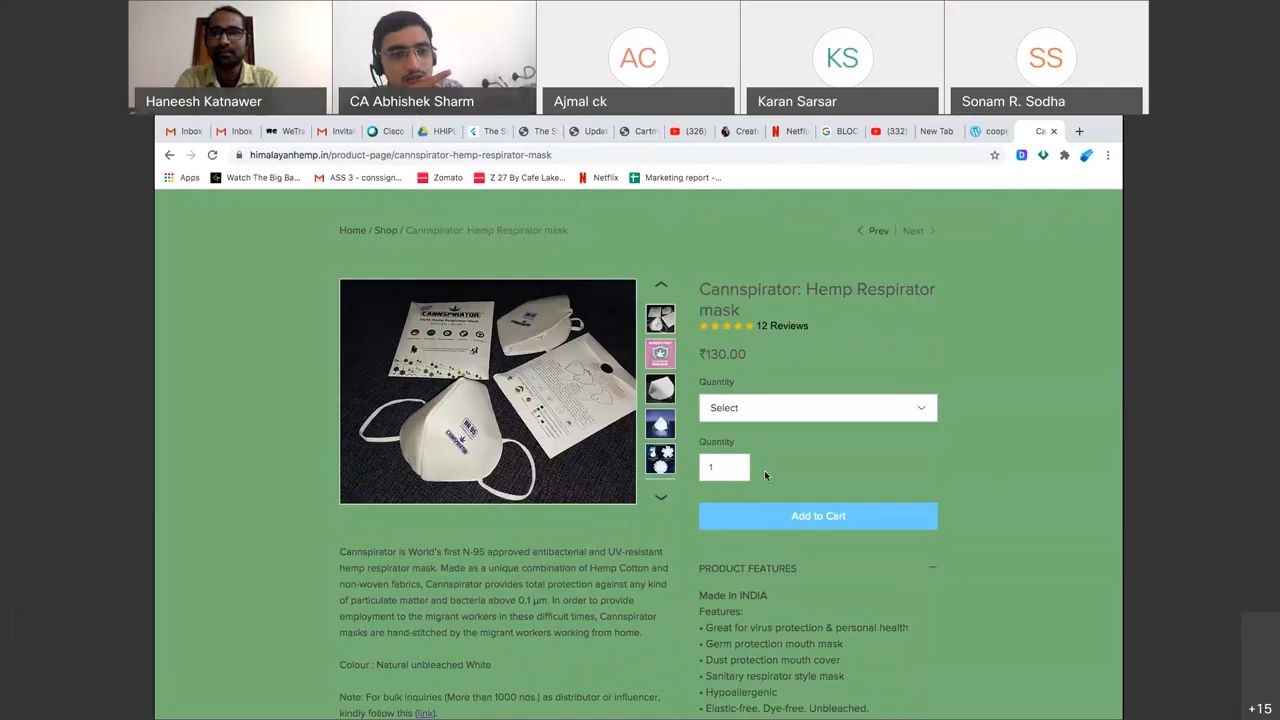 AC
KS
SS
Haneesh Katnawer
CA Abhishek Sharm
Ajmal ck
Karan Sarsar
Sonam R. Sodha
Inbox
Inbox
WeTra
Invitat
Cisco
HHIPL
The S
The S
Updat
Cartm
(326)
Creat
Netfli
BLOC
(332)
New Tab
coope
Ca
himalayanhemp.in/product-page/cannspirator-hemp-respirator-mask
Apps
Watch The Big Ba...
ASS 3 - conssign...
Zomato
Z 27 By Cafe Lake...
Netflix
Marketing report -...
Home / Shop / Cannspirator: Hemp Respirator mask
Prev | Next
Cannspirator: Hemp Respirator
mask
12 Reviews
₹130.00
Quantity
Select
Quantity
1
Add to Cart
CANNSPIRATOR
NN 95
CANNSPIRATOR
Cannspirator is World's first N-95 approved antibacterial and UV-resistant
hemp respirator mask. Made as a unique combination of Hemp Cotton and
non-woven fabrics, Cannspirator provides total protection against any kind
of particulate matter and bacteria above 0.1 μm. In order to provide
employment to the migrant workers in these difficult times, Cannspirator
masks are hand-stitched by the migrant workers working from home.
Colour : Natural unbleached White
Note: For bulk inquiries (More than 1000 nos.) as distributor or influencer,
kindly follow this (link).
PRODUCT FEATURES
Made in INDIA
Features:
• Great for virus protection & personal health
• Germ protection mouth mask
• Dust protection mouth cover
• Sanitary respirator style mask
• Hypoallergenic
• Elastic-free. Dye-free. Unbleached.
+15